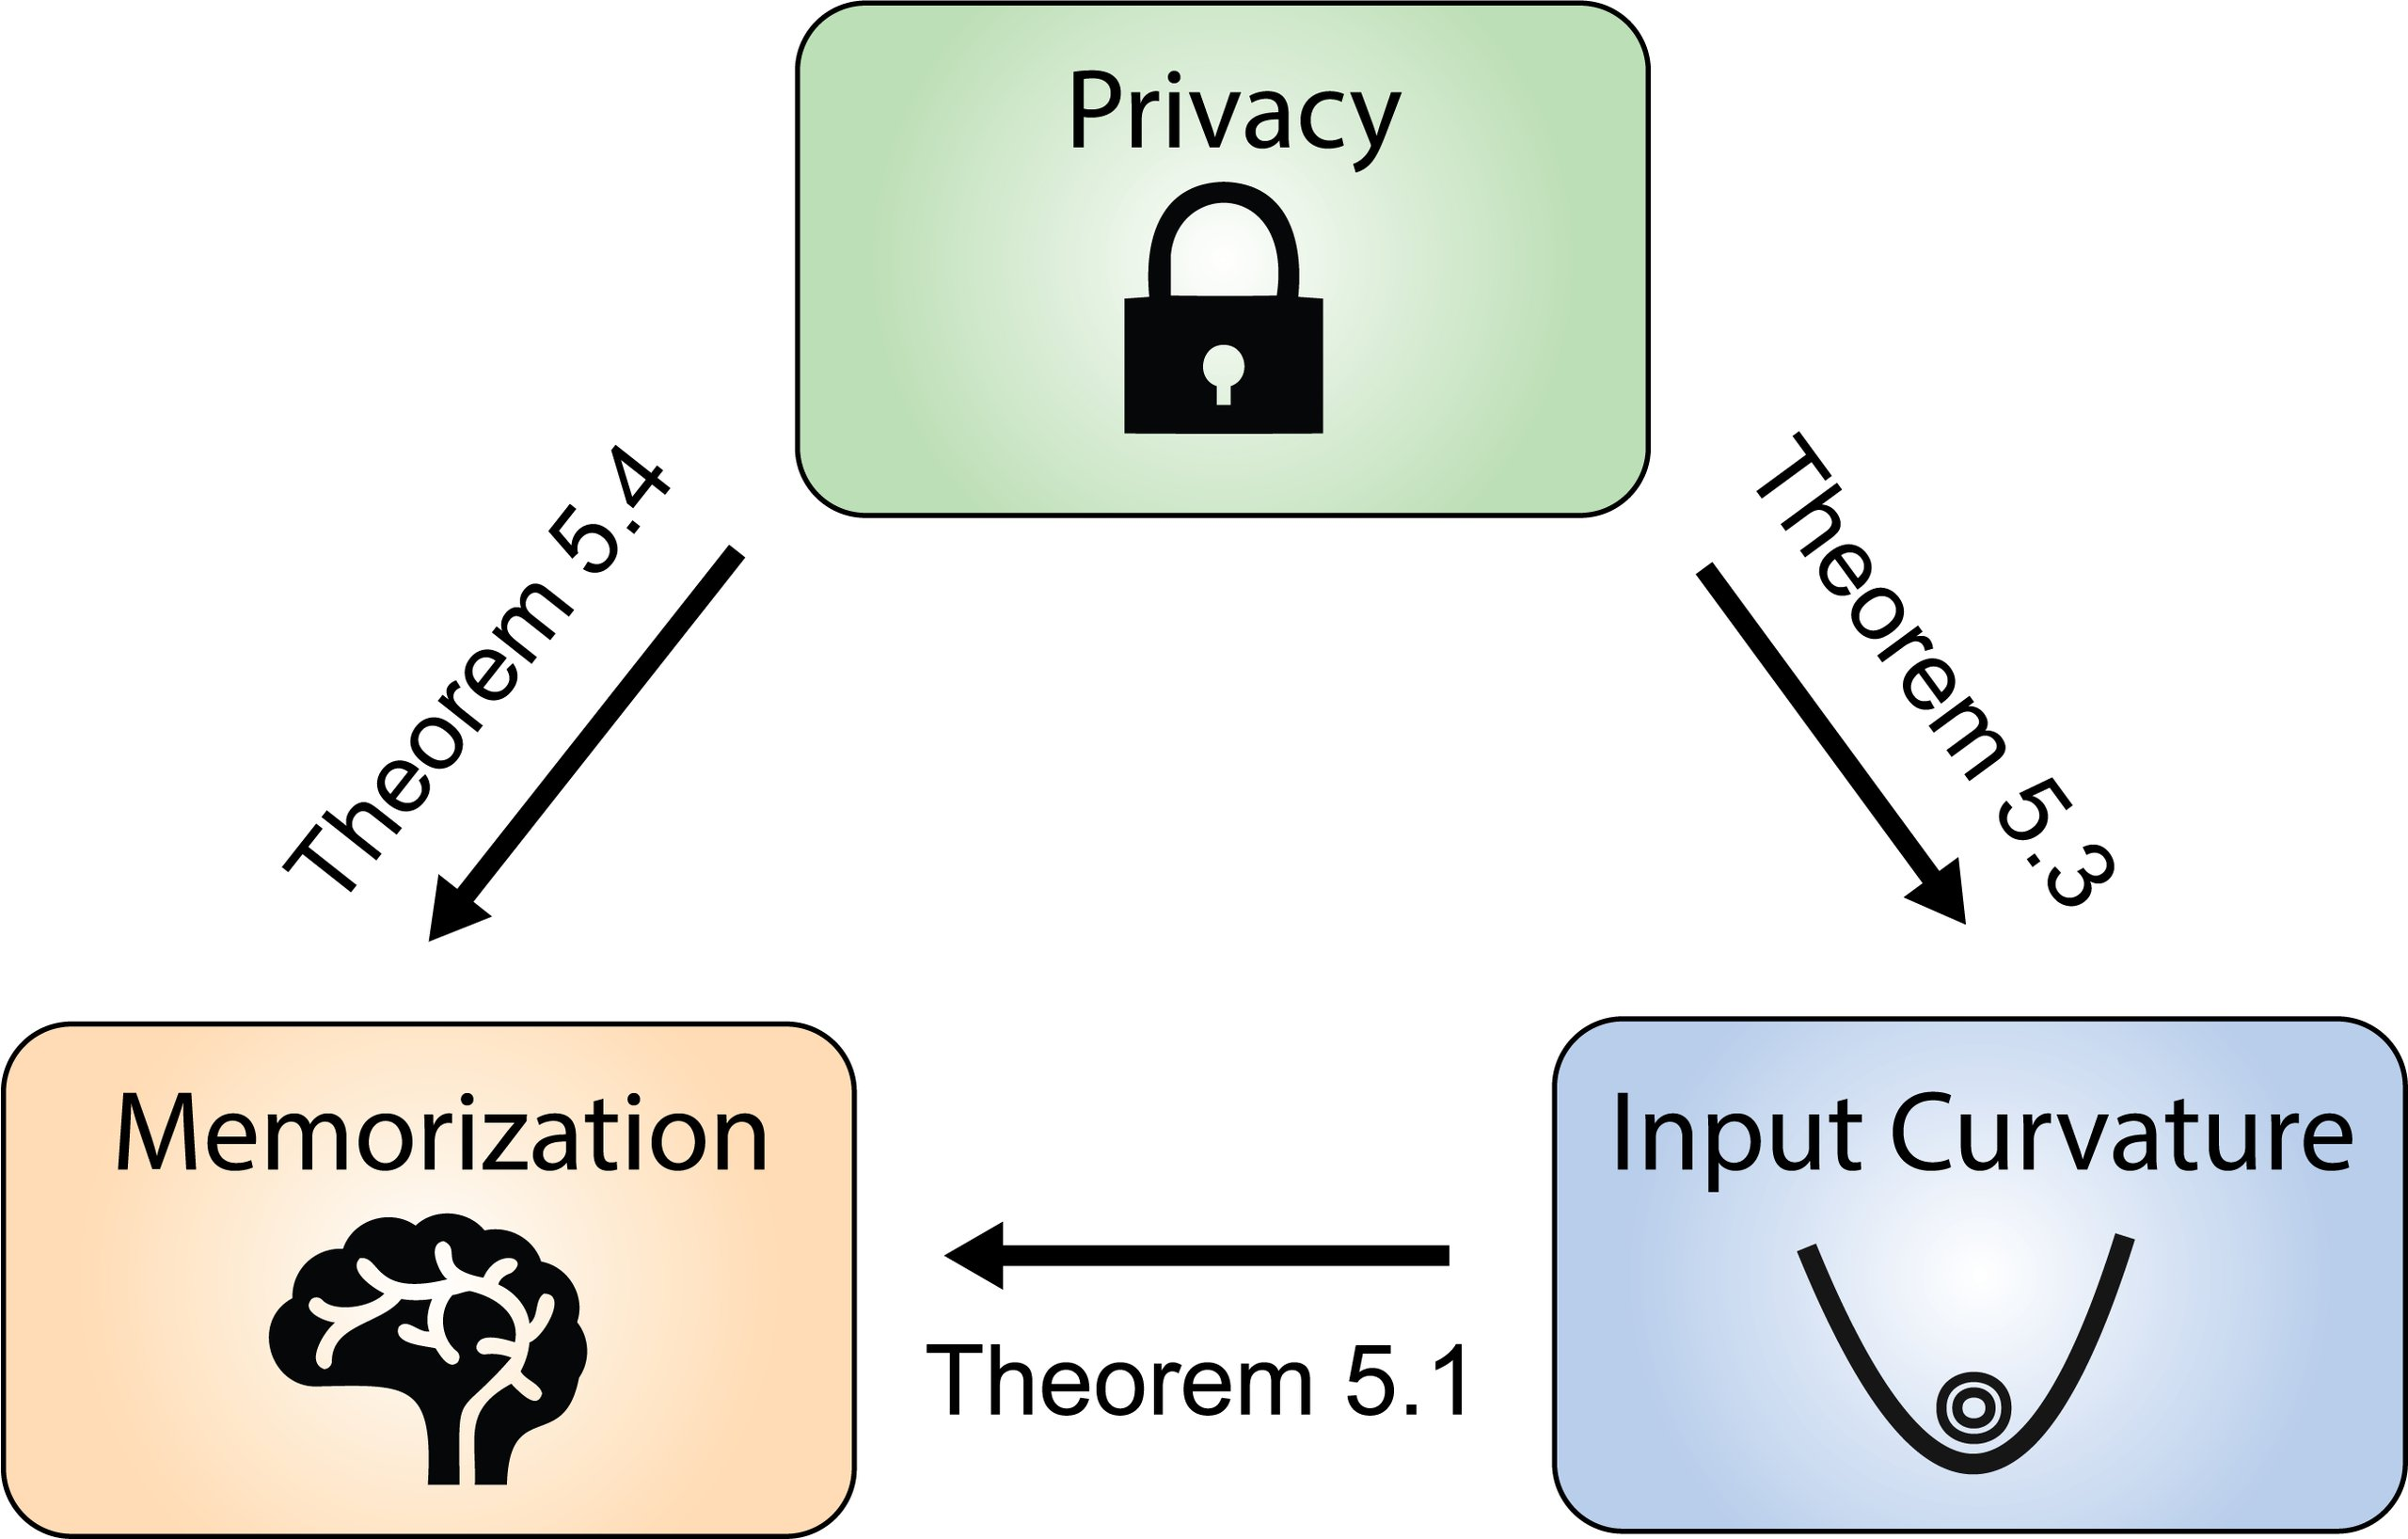 Privacy
Theorem 5.4
Theorem 5.3
Memorization
Input Curvature
Theorem 5.1